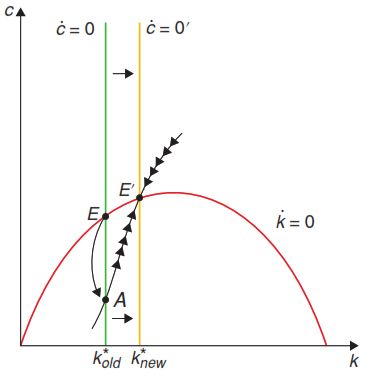 c
ċ = 0
ċ = 0′
E′
E
k̇ = 0
A
k*old
k*new
k